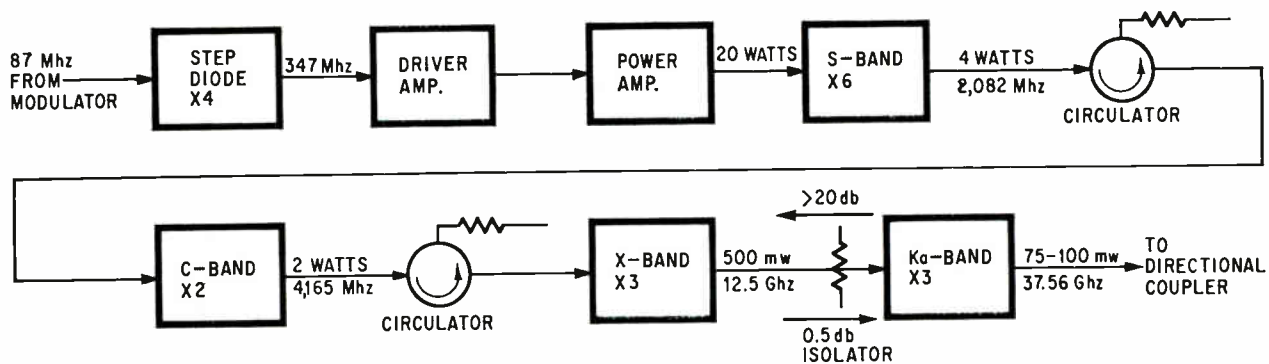 87 Mhz
FROM
MODULATOR
STEP
DIODE
X4
347 Mhz
DRIVER
AMP.
POWER
AMP.
20 WATTS
S-BAND
X6
4 WATTS
2,082 Mhz
CIRCULATOR
C-BAND
X2
2 WATTS
4,165 Mhz
CIRCULATOR
X-BAND
X3
500 mw
12.5 Ghz
>20 db
0.5 db
ISOLATOR
Ka-BAND
X3
75-100 mw
37.56 Ghz
TO
DIRECTIONAL
COUPLER